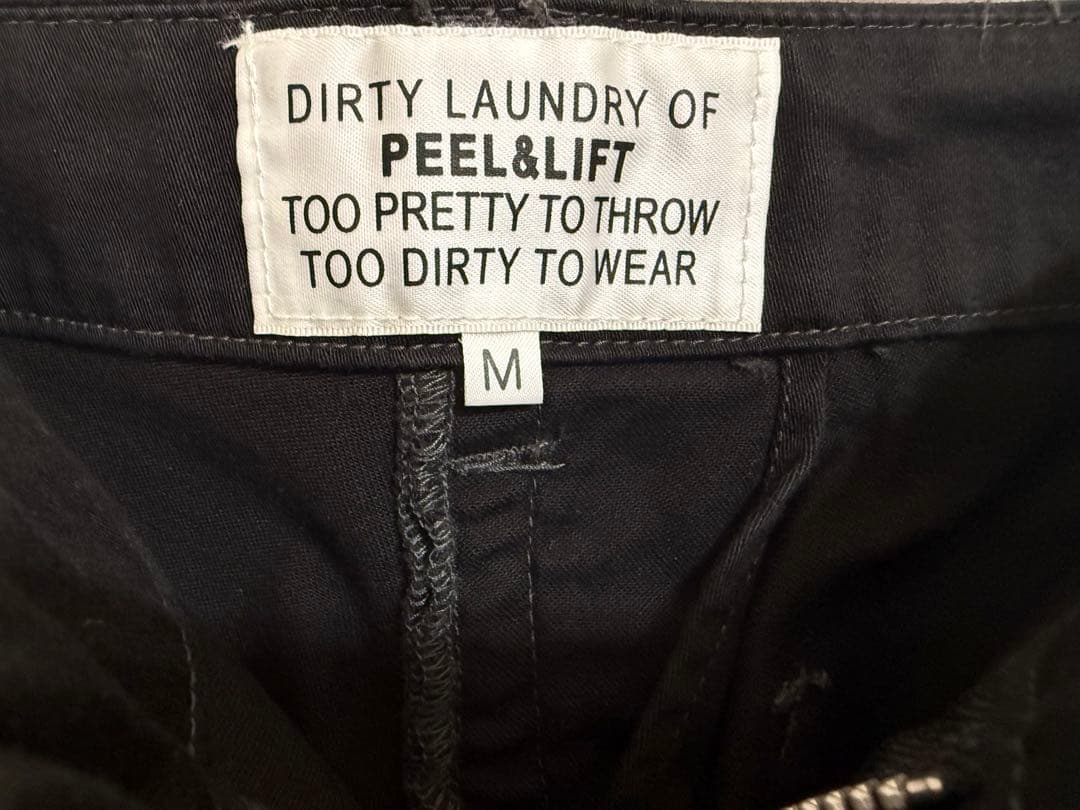 DIRTY LAUNDRY OF
PEEL&LIFT
TOO PRETTY TO THROW
TOO DIRTY TO WEAR
M